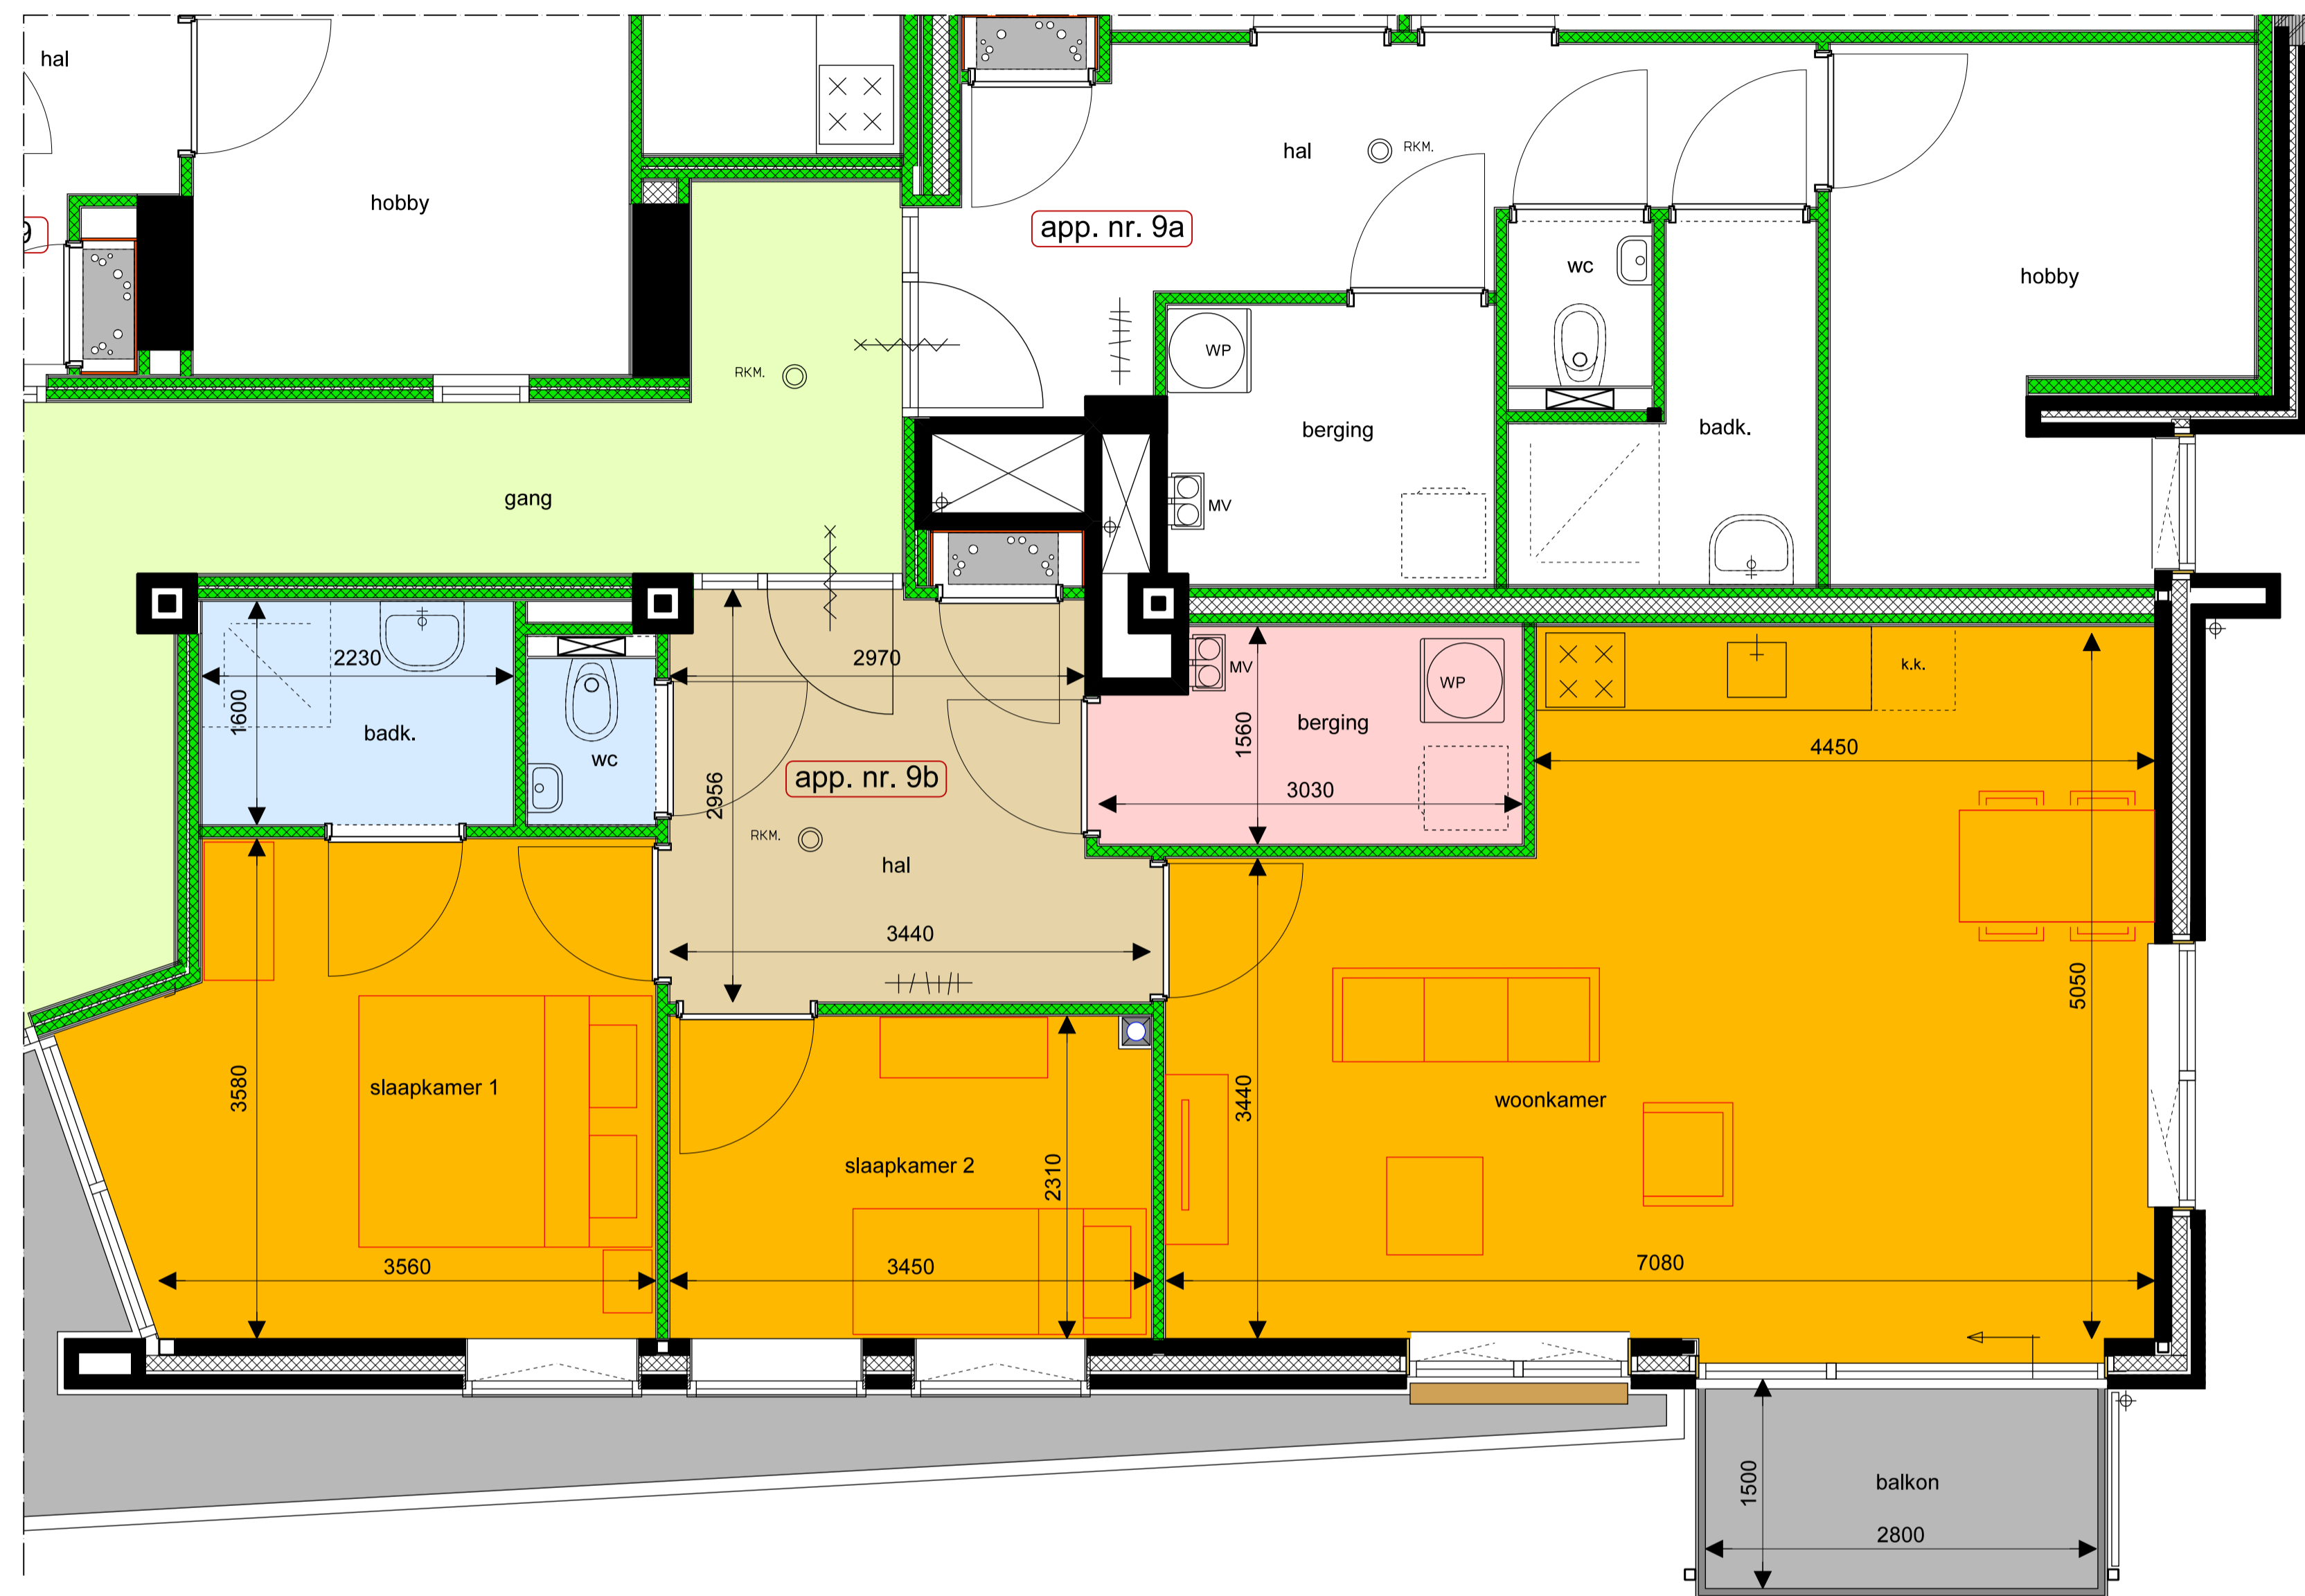 hal
hobby
9
hal
RKM.
app. nr. 9a
wc
hobby
WP
RKM.
berging
badk.
MV
gang
2230
1600
badk.
wc
2970
2956
app. nr. 9b
RKM.
hal
3440
MV
WP
berging
1560
3030
k.k.
4450
5050
slaapkamer 1
3580
3560
slaapkamer 2
2310
3450
woonkamer
3440
7080
balkon
1500
2800